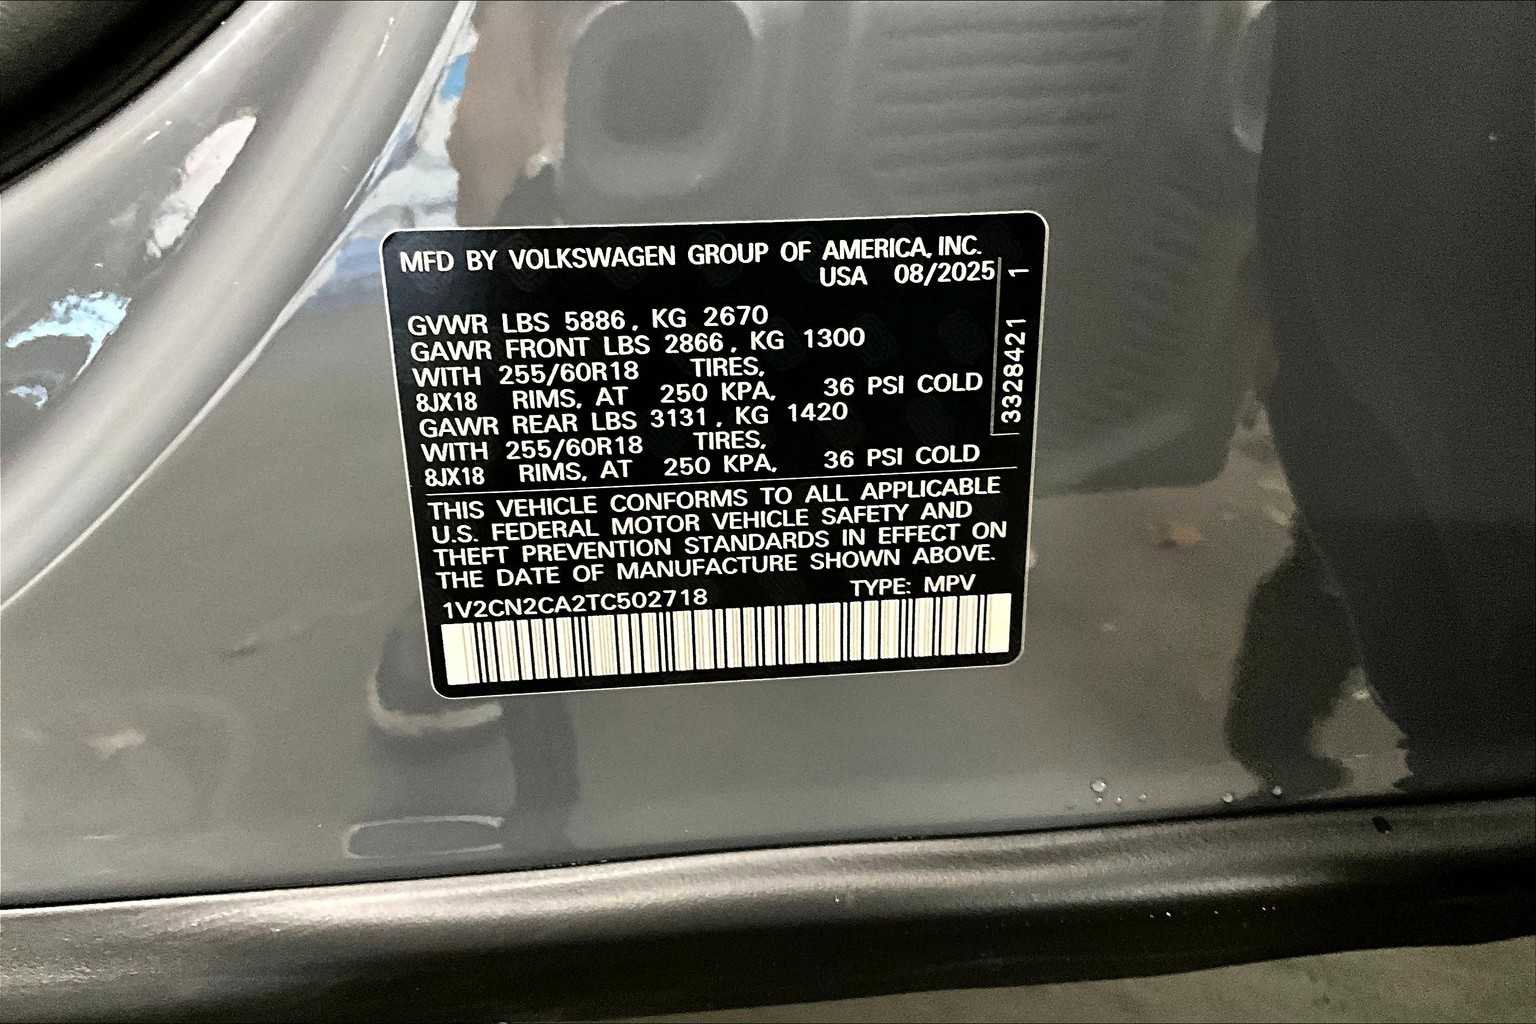 MFD BY VOLKSWAGEN GROUP OF AMERICA, INC.
USA 08/2025
GVWR LBS 5886, KG 2670
GAWR FRONT LBS 2866, KG 1300
WITH 255/60R18 TIRES,
8JX18 RIMS, AT 250 KPA, 36 PSI COLD
GAWR REAR LBS 3131, KG 1420
WITH 255/60R18 TIRES,
8JX18 RIMS, AT 250 KPA, 36 PSI COLD
3328421 1
THIS VEHICLE CONFORMS TO ALL APPLICABLE
U.S. FEDERAL MOTOR VEHICLE SAFETY AND
THEFT PREVENTION STANDARDS IN EFFECT ON
THE DATE OF MANUFACTURE SHOWN ABOVE.
1V2CN2CA2TC502718 TYPE: MPV